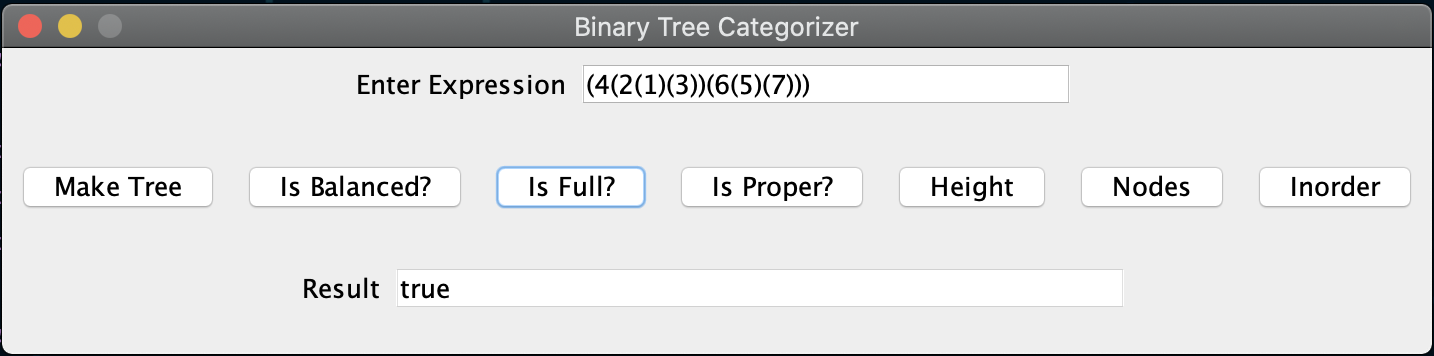 Binary Tree Categorizer
Enter Expression (4(2(1)(3))(6(5)(7)))
Make Tree Is Balanced? Is Full? Is Proper? Height Nodes Inorder
Result true